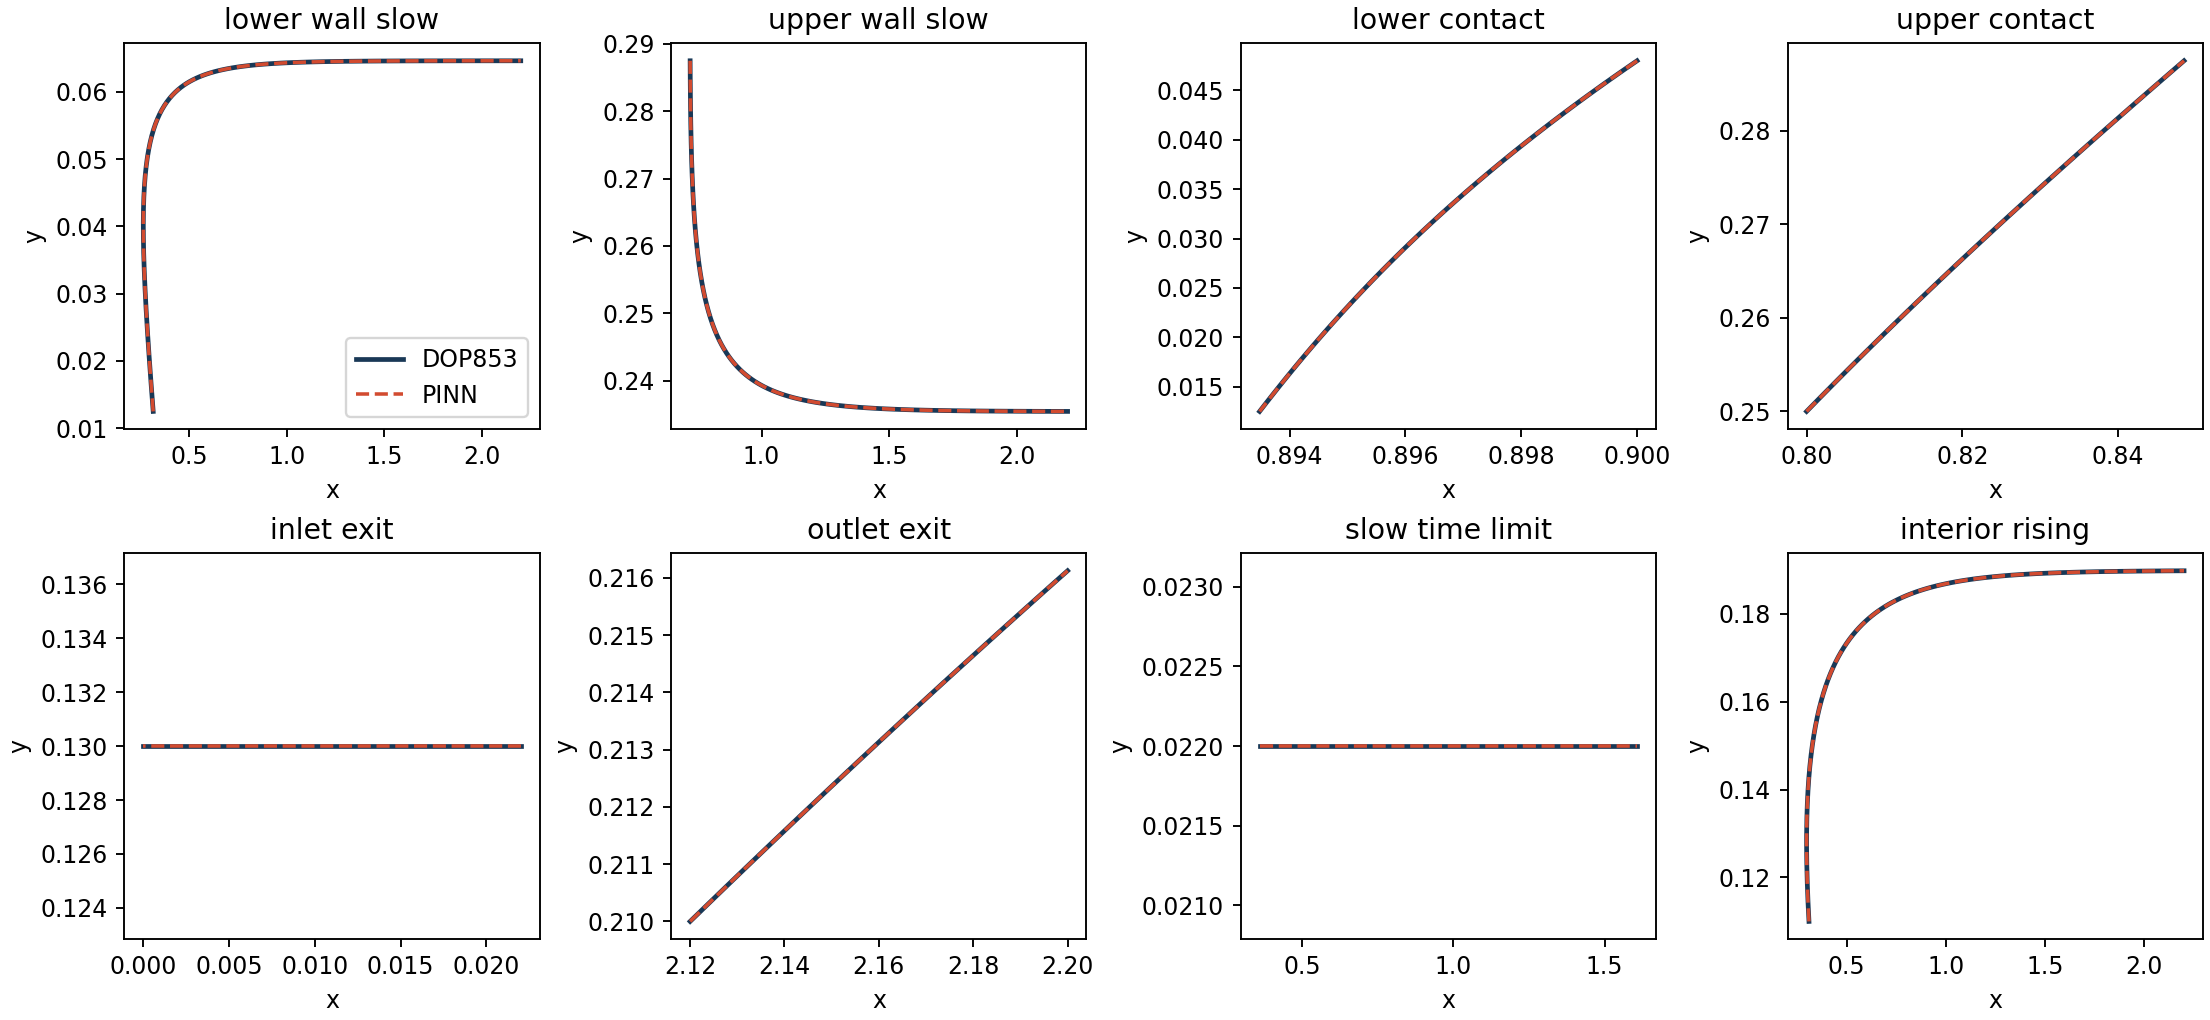 lower wall slow
y
0.06
0.05
0.04
0.03
0.02
0.01
0.5 1.0 1.5 2.0
x
DOP853
PINN
upper wall slow
y
0.29
0.28
0.27
0.26
0.25
0.24
1.0 1.5 2.0
x
lower contact
y
0.045
0.040
0.035
0.030
0.025
0.020
0.015
0.894 0.896 0.898 0.900
x
upper contact
y
0.28
0.27
0.26
0.25
0.80 0.82 0.84
x
inlet exit
y
0.136
0.134
0.132
0.130
0.128
0.126
0.124
0.000 0.005 0.010 0.015 0.020
x
outlet exit
y
0.216
0.215
0.214
0.213
0.212
0.211
0.210
2.12 2.14 2.16 2.18 2.20
x
slow time limit
y
0.0230
0.0225
0.0220
0.0215
0.0210
0.5 1.0 1.5
x
interior rising
y
0.18
0.16
0.14
0.12
0.5 1.0 1.5 2.0
x